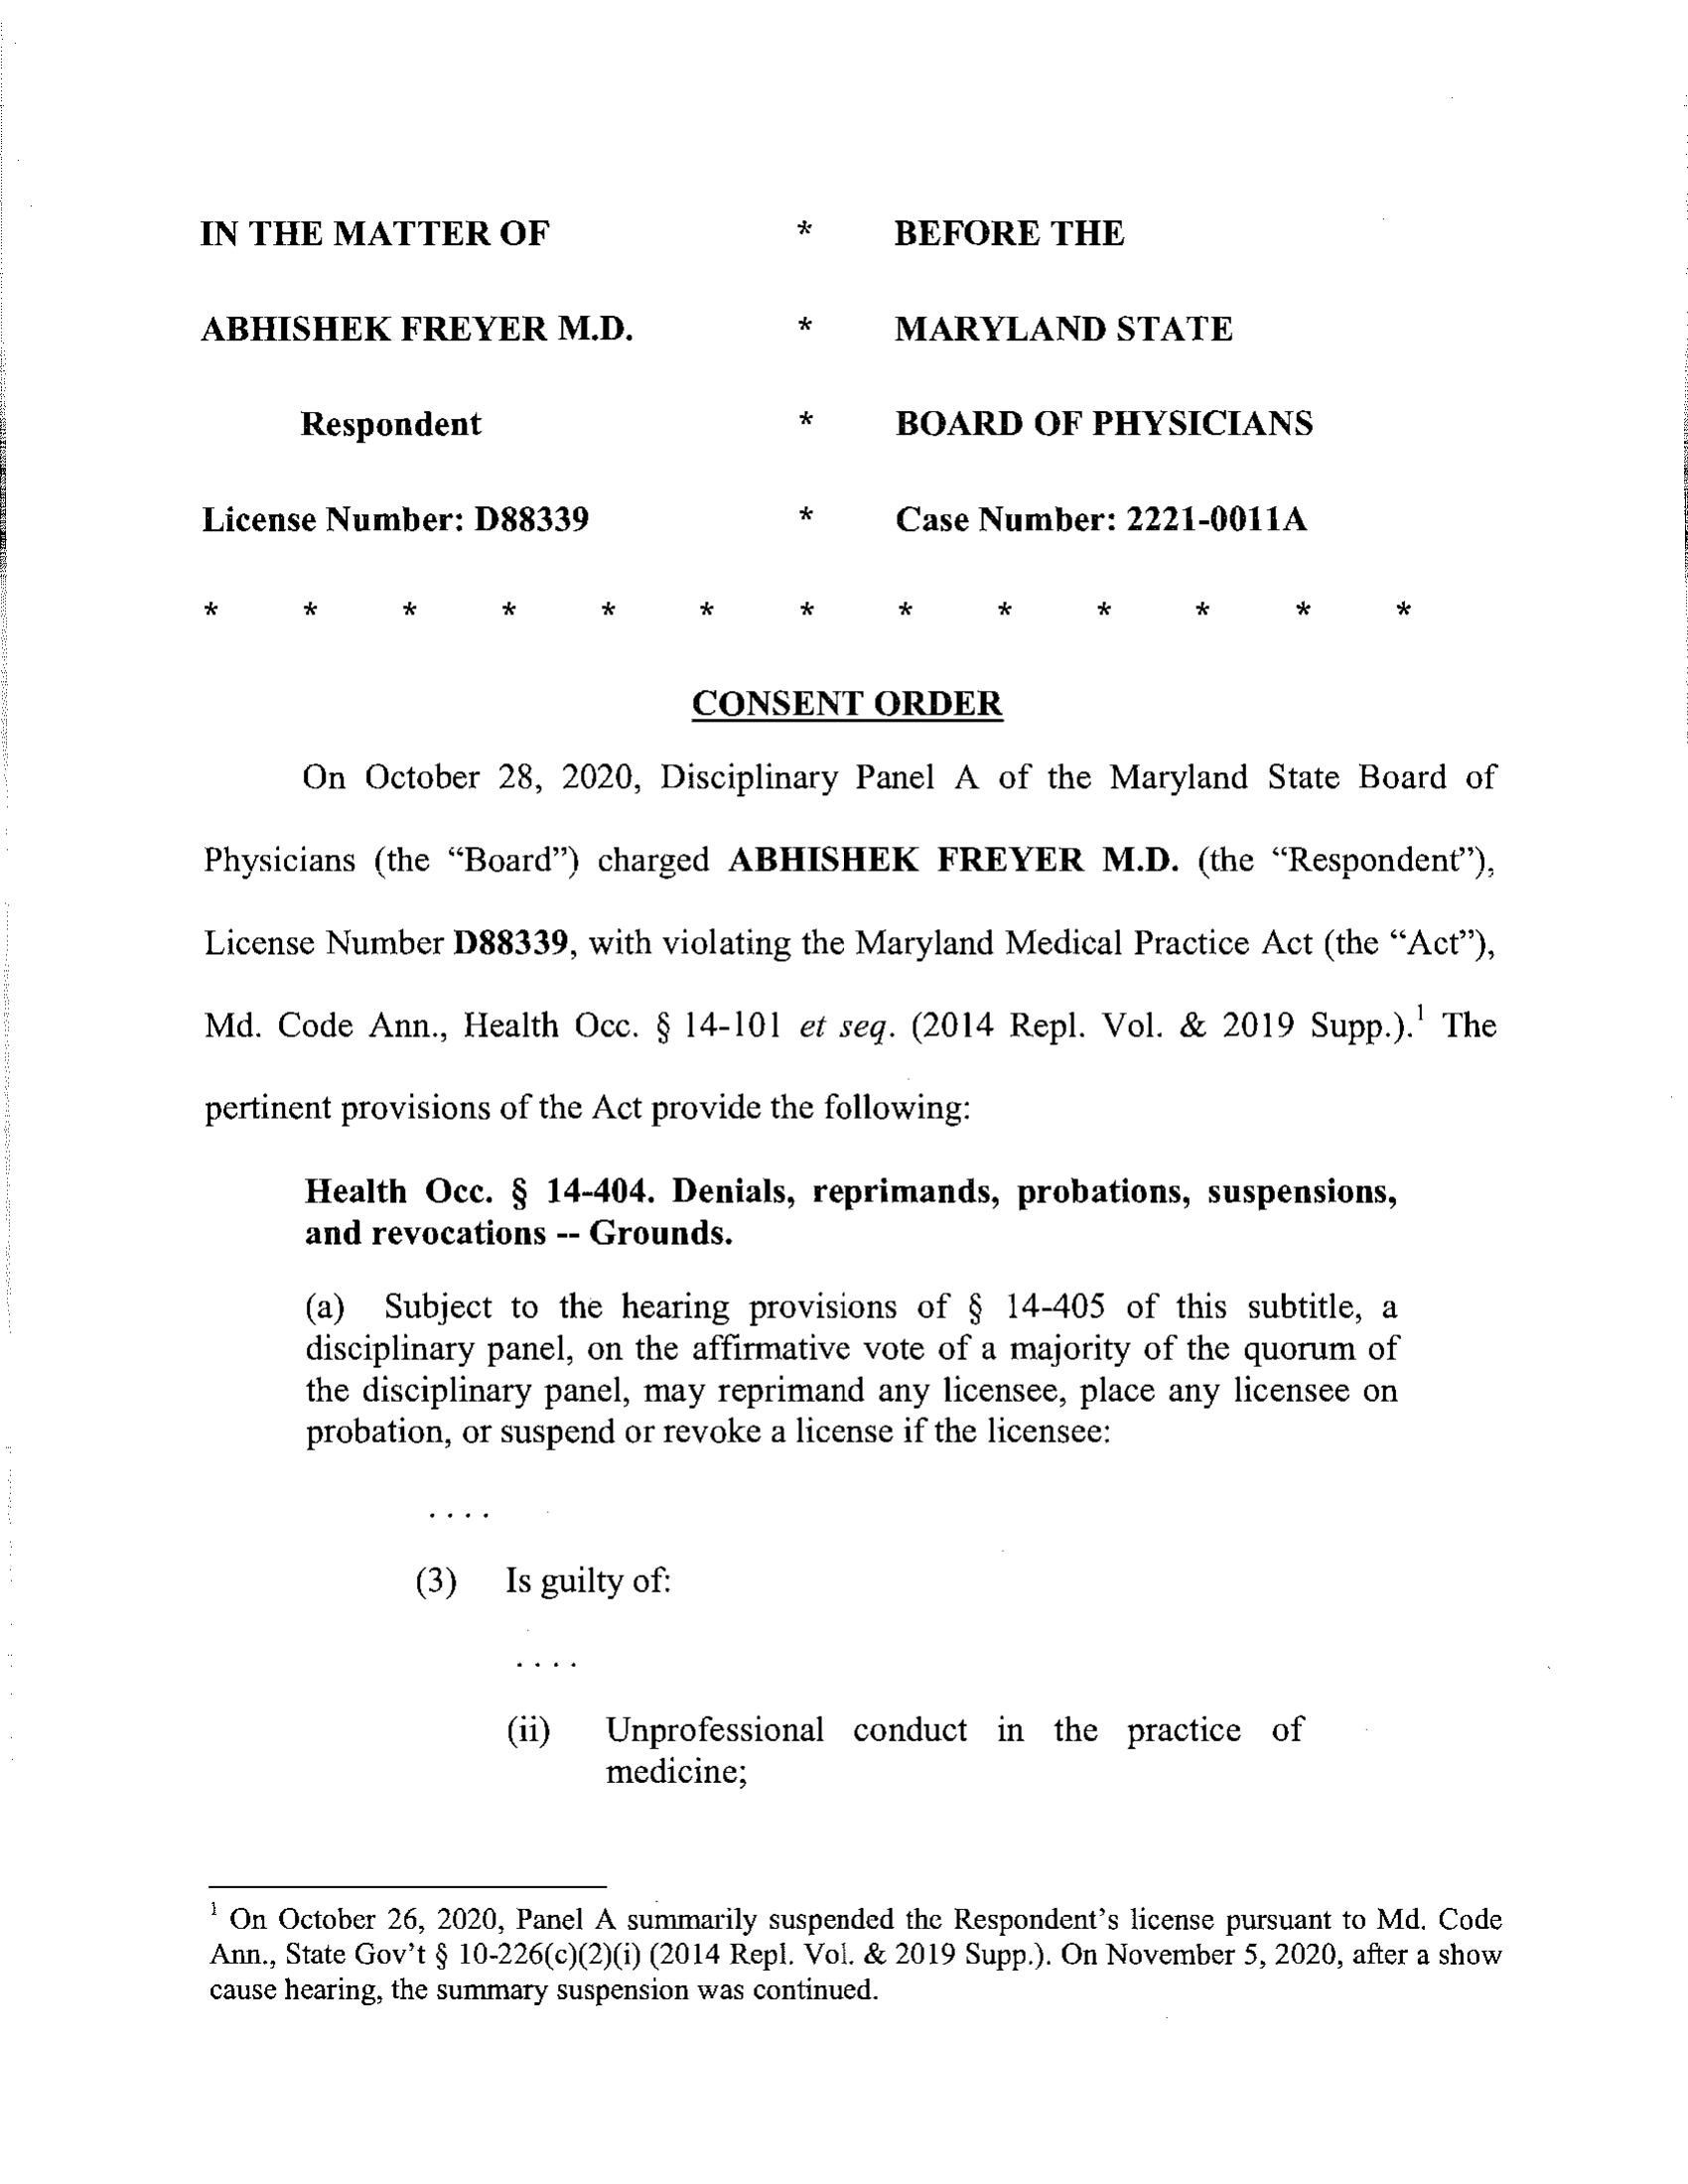 IN THE MATTER OF * BEFORE THE
ABHISHEK FREYER M.D. * MARYLAND STATE
Respondent * BOARD OF PHYSICIANS
License Number: D88339 * Case Number: 2221-0011A
* * * * * * * * * * * * *
CONSENT ORDER
On October 28, 2020, Disciplinary Panel A of the Maryland State Board of
Physicians (the “Board”) charged ABHISHEK FREYER M.D. (the “Respondent”),
License Number D88339, with violating the Maryland Medical Practice Act (the “Act”),
Md. Code Ann., Health Occ. § 14-101 et seq. (2014 Repl. Vol. & 2019 Supp.).¹ The
pertinent provisions of the Act provide the following:
Health Occ. § 14-404. Denials, reprimands, probations, suspensions,
and revocations -- Grounds.
(a) Subject to the hearing provisions of § 14-405 of this subtitle, a
disciplinary panel, on the affirmative vote of a majority of the quorum of
the disciplinary panel, may reprimand any licensee, place any licensee on
probation, or suspend or revoke a license if the licensee:
. . . .
(3) Is guilty of:
. . . .
(ii) Unprofessional conduct in the practice of
medicine;
¹ On October 26, 2020, Panel A summarily suspended the Respondent’s license pursuant to Md. Code
Ann., State Gov’t § 10-226(c)(2)(i) (2014 Repl. Vol. & 2019 Supp.). On November 5, 2020, after a show
cause hearing, the summary suspension was continued.